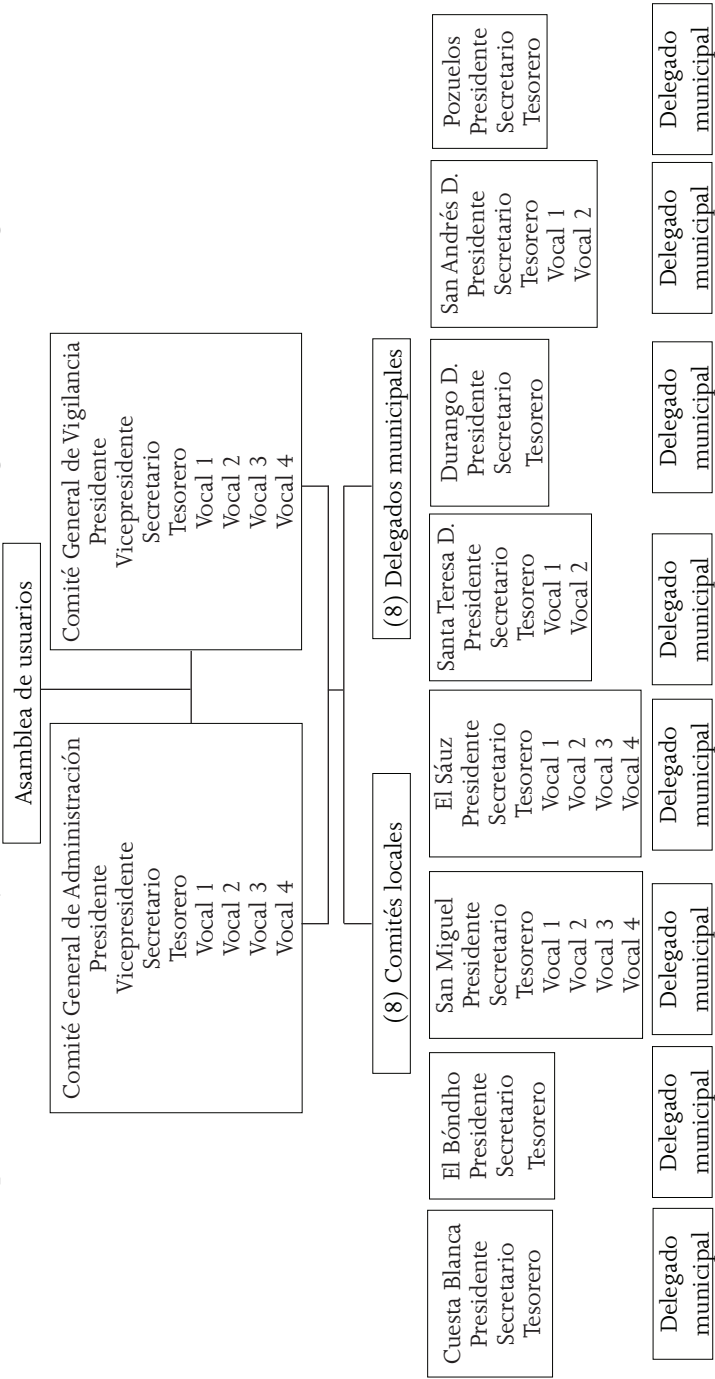 Asamblea de usuarios
Comité General de Administración
Presidente
Vicepresidente
Secretario
Tesorero
Vocal 1
Vocal 2
Vocal 3
Vocal 4
Comité General de Vigilancia
Presidente
Vicepresidente
Secretario
Tesorero
Vocal 1
Vocal 2
Vocal 3
Vocal 4
(8) Comités locales
(8) Delegados municipales
Cuesta Blanca
Presidente
Secretario
Tesorero
El Bóndho
Presidente
Secretario
Tesorero
San Miguel
Presidente
Secretario
Tesorero
Vocal 1
Vocal 2
Vocal 3
Vocal 4
El Sáuz
Presidente
Secretario
Tesorero
Vocal 1
Vocal 2
Vocal 3
Vocal 4
Santa Teresa D.
Presidente
Secretario
Tesorero
Vocal 1
Vocal 2
Durango D.
Presidente
Secretario
Tesorero
San Andrés D.
Presidente
Secretario
Tesorero
Vocal 1
Vocal 2
Pozuelos
Presidente
Secretario
Tesorero
Delegado
municipal
Delegado
municipal
Delegado
municipal
Delegado
municipal
Delegado
municipal
Delegado
municipal
Delegado
municipal
Delegado
municipal